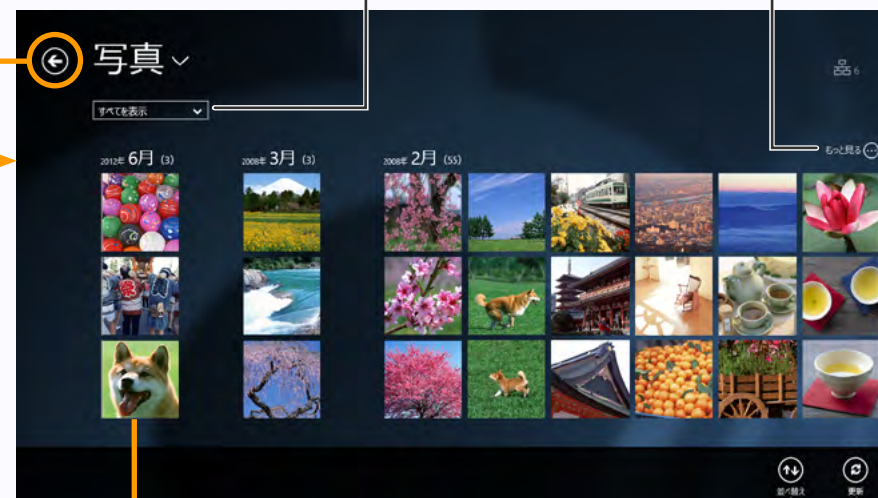 写真
6
すべてを表示
もっと見る
2012年 6月 (3)
2008年 3月 (3)
2008年 2月 (55)
祭
並べ替え
更新